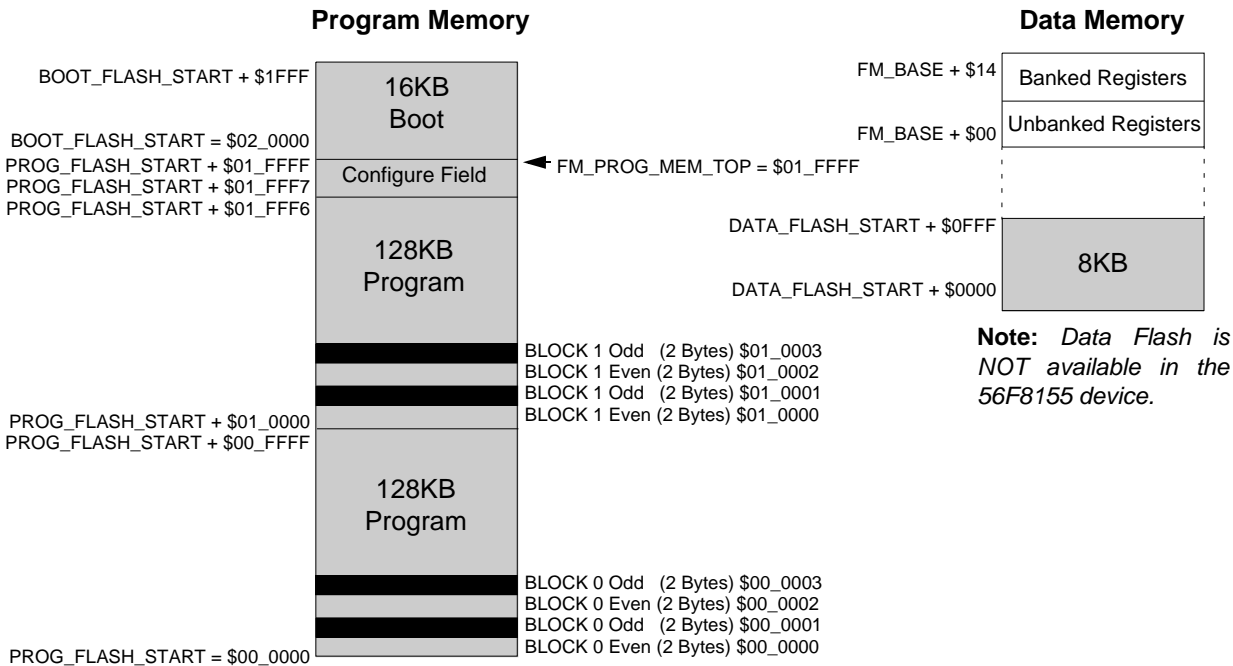 Program Memory
BOOT_FLASH_START + $1FFF
16KB
Boot
BOOT_FLASH_START = $02_0000
PROG_FLASH_START + $01_FFFF
FM_PROG_MEM_TOP = $01_FFFF
Configure Field
PROG_FLASH_START + $01_FFF7
PROG_FLASH_START + $01_FFF6
128KB
Program
BLOCK 1 Odd (2 Bytes) $01_0003
BLOCK 1 Even (2 Bytes) $01_0002
BLOCK 1 Odd (2 Bytes) $01_0001
BLOCK 1 Even (2 Bytes) $01_0000
PROG_FLASH_START + $01_0000
PROG_FLASH_START + $00_FFFF
128KB
Program
BLOCK 0 Odd (2 Bytes) $00_0003
BLOCK 0 Even (2 Bytes) $00_0002
BLOCK 0 Odd (2 Bytes) $00_0001
BLOCK 0 Even (2 Bytes) $00_0000
PROG_FLASH_START = $00_0000
Data Memory
FM_BASE + $14
Banked Registers
Unbanked Registers
FM_BASE + $00
DATA_FLASH_START + $0FFF
8KB
DATA_FLASH_START + $0000
Note: Data Flash is
NOT available in the
56F8155 device.